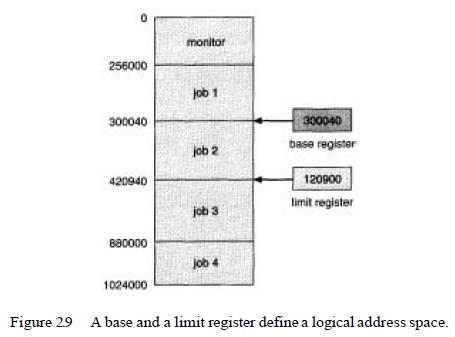 0
monitor
256000
job 1
300040
300040
base register
job 2
420940
120900
limit register
job 3
880000
job 4
1024000
Figure 2.9 A base and a limit register define a logical address space.